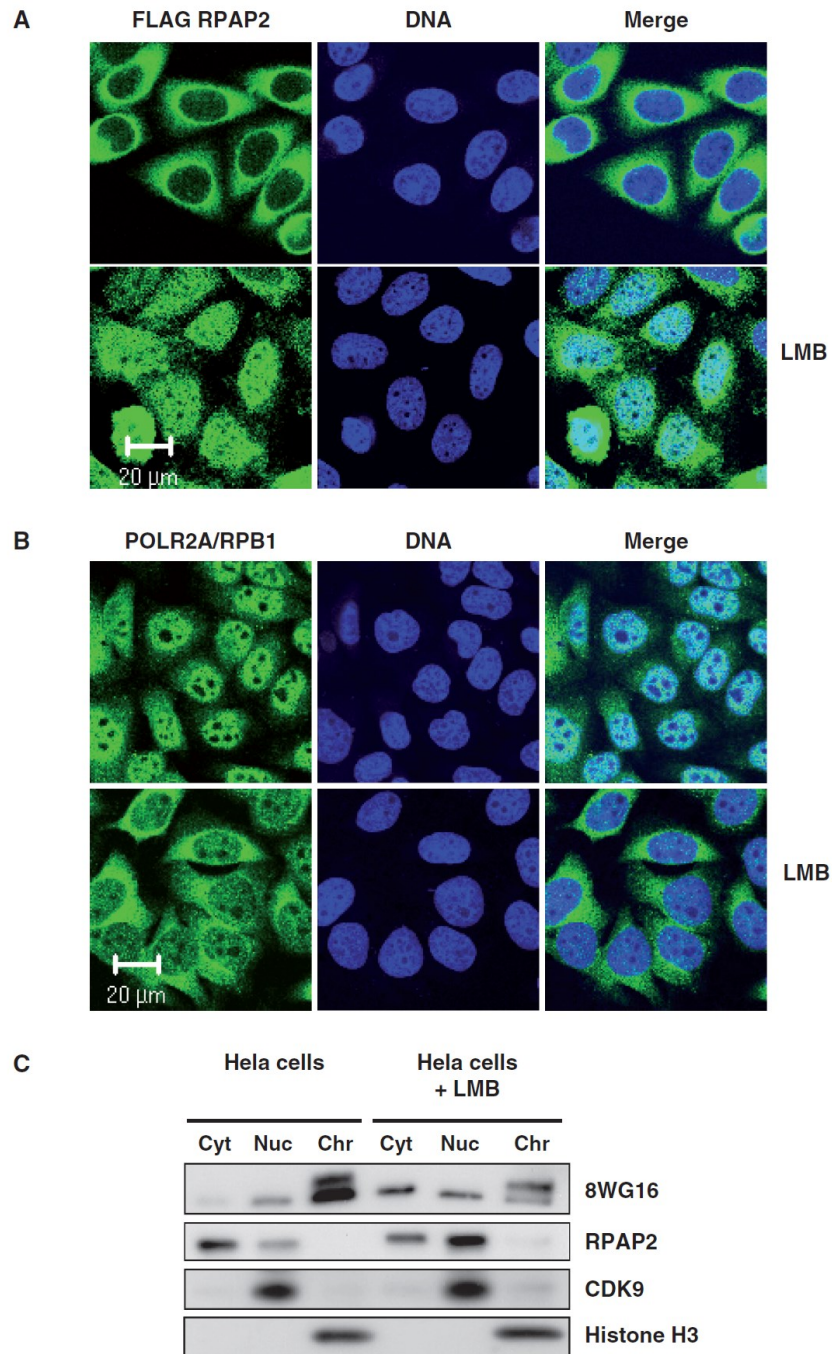 A
FLAG RPAP2 DNA Merge
LMB
20 µm
B
POLR2A/RPB1 DNA Merge
LMB
20 µm
C
Hela cells Hela cells
+ LMB
Cyt Nuc Chr Cyt Nuc Chr
8WG16
RPAP2
CDK9
Histone H3